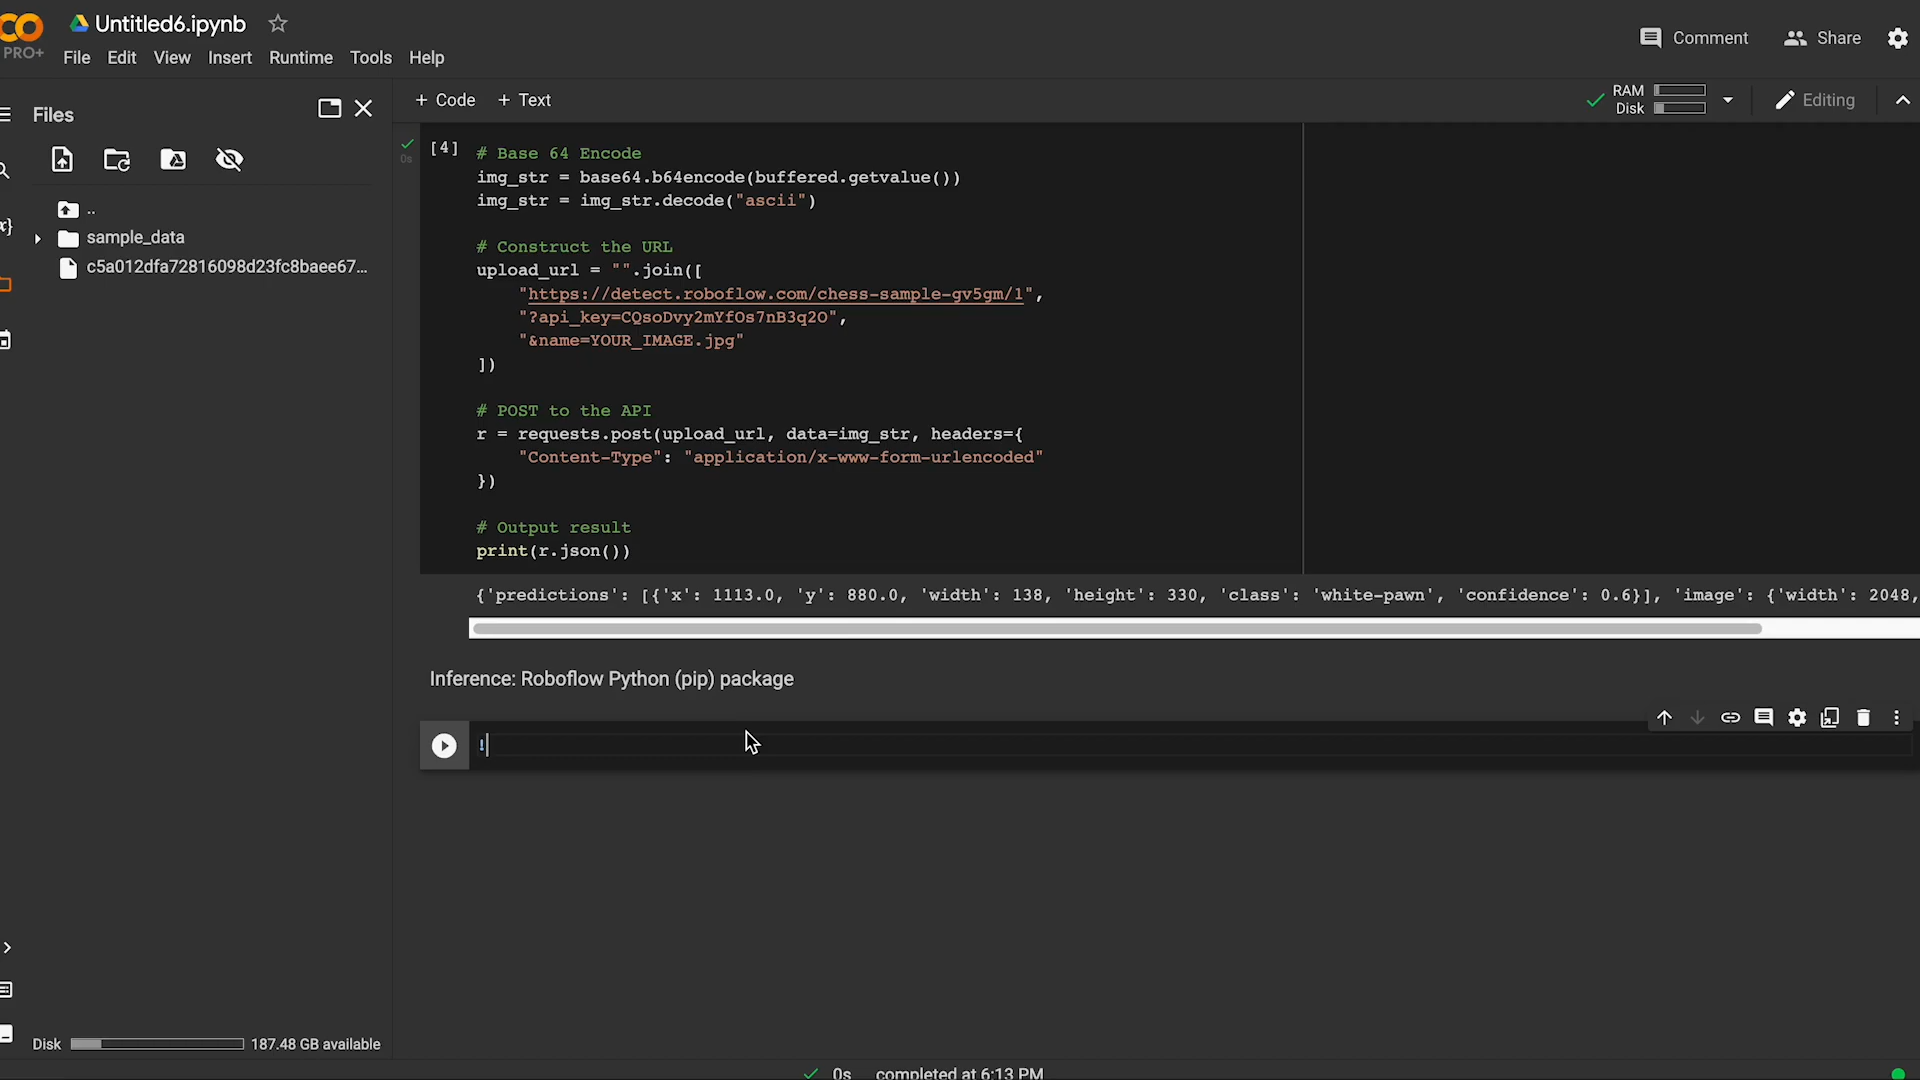 CO
PRO+
Untitled6.ipynb
File Edit View Insert Runtime Tools Help
Comment
Share
Files
+ Code
+ Text
RAM
Disk
Editing
..
sample_data
c5a012dfa72816098d23fc8baee67...
{x}
0s
[4]
# Base 64 Encode
img_str = base64.b64encode(buffered.getvalue())
img_str = img_str.decode("ascii")
# Construct the URL
upload_url = "".join([
"https://detect.roboflow.com/chess-sample-gv5gm/1",
"?api_key=CQsoDvy2mYfOs7nB3q2O",
"&name=YOUR_IMAGE.jpg"
])
# POST to the API
r = requests.post(upload_url, data=img_str, headers={
"Content-Type": "application/x-www-form-urlencoded"
})
# Output result
print(r.json())
{'predictions': [{'x': 1113.0, 'y': 880.0, 'width': 138, 'height': 330, 'class': 'white-pawn', 'confidence': 0.6}], 'image': {'width': 2048,
Inference: Roboflow Python (pip) package
!
Disk
187.48 GB available
0s
completed at 6:13 PM